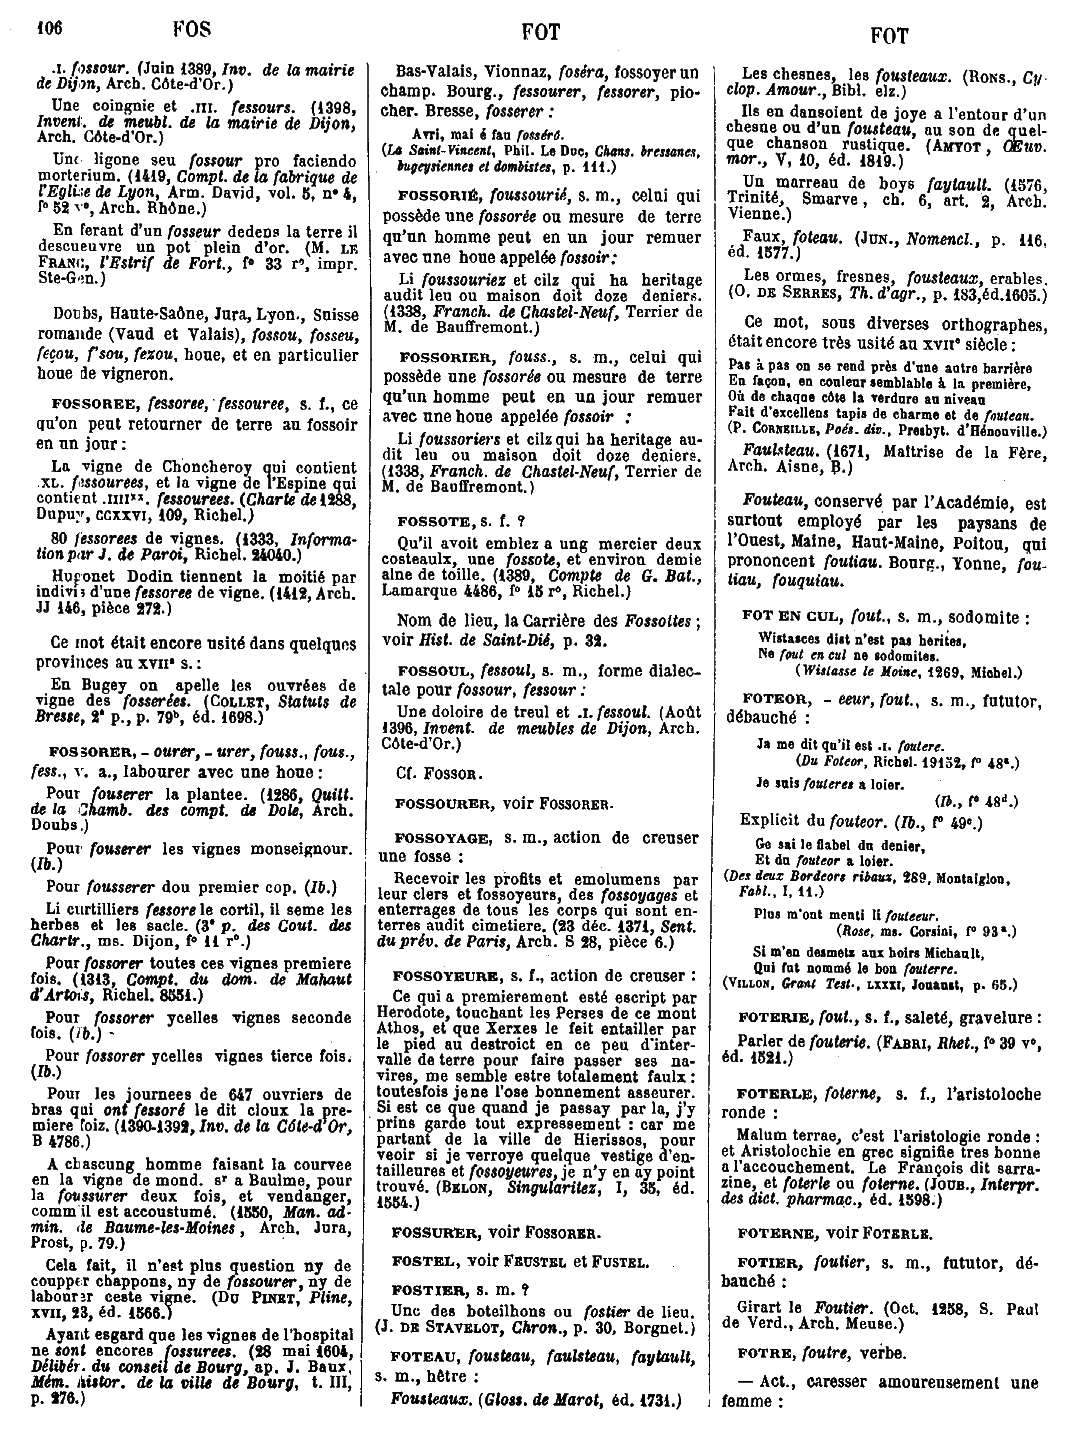 106 FOS FOT FOT
.I. fossour. (Juin 1389, Inv. de la mairie
de Dijon, Arch. Côte-d'Or.)
Une coingnie et .III. fessours. (1398,
Invent. de meubl. de la mairie de Dijon,
Arch. Côte-d'Or.)
Une ligone seu fossour pro faciendo
morterium. (1419, Compt. de la fabrique de
l'Eglise de Lyon, Arm. David, vol. 5, n° 4,
f° 52 v°, Arch. Rhône.)
En ferant d'un fosseur dedens la terre il
descueuvre un pot plein d'or. (M. LE
FRANC, l'Estrif de Fort., f° 33 r°, impr.
Ste-Gen.)
Doubs, Haute-Saône, Jura, Lyon., Suisse
romande (Vaud et Valais), fossou, fosseu,
feçou, f'sou, fezou, houe, et en particulier
houe de vigneron.
FOSSOREE, fessoree, fessouree, s. f., ce
qu'on peut retourner de terre au fossoir
en un jour :
La vigne de Choncheroy qui contient
.XL. fossourees, et la vigne de l'Espine qui
contient .IIIIxx. fessourees. (Charte de 1288,
Dupuy, CCXXVI, 109, Richel.)
80 fessorees de vignes. (1333, Informa-
tion par J. de Paroi, Richel. 24040.)
Hugonet Dodin tiennent la moitié par
indivis d'une fessoree de vigne. (1412, Arch.
JJ 146, pièce 272.)
Ce mot était encore usité dans quelques
provinces au XVIIe s. :
En Bugey on apelle les ouvrées de
vigne des fosserées. (COLLET, Statuts de
Bresse, 2e p., p. 79b, éd. 1698.)
FOSSORER, - ourer, - urer, fouss., fous.,
fess., v. a., labourer avec une houe :
Pour fouserer la plantee. (1286, Quitt.
de la Chamb. des compt. de Dole, Arch.
Doubs.)
Pour fouserer les vignes monseignour.
(Ib.)
Pour fousserer dou premier cop. (Ib.)
Li curtilliers fessore le cortil, il seme les
herbes et les sacle. (3e p. des Cout. des
Chartr., ms. Dijon, f° 11 r°.)
Pour fossorer toutes ces vignes premiere
fois. (1313, Compt. du dom. de Mahaut
d'Artois, Richel. 8551.)
Pour fossorer ycelles vignes seconde
fois. (Ib.)
Pour fossorer ycelles vignes tierce fois.
(Ib.)
Pour les journees de 647 ouvriers de
bras qui ont fessoré le dit cloux la pre-
miere foiz. (1390-1392, Inv. de la Côte-d'Or,
B 4786.)
A chascung homme faisant la courvee
en la vigne de mond. sr a Baulme, pour
la foussurer deux fois, et vendanger,
comm'il est accoustumé. (1550, Man. ad-
min. de Baume-les-Moines, Arch. Jura,
Prost, p. 79.)
Cela fait, il n'est plus question ny de
coupper chappons, ny de fossourer, ny de
labourer ceste vigne. (DU PINET, Pline,
XVII, 23, éd. 1566.)
Ayant esgard que les vignes de l'hospital
ne sont encores fossurees. (28 mai 1604,
Délibér. du conseil de Bourg, ap. J. Baux,
Mém. histor. de la ville de Bourg, t. III,
p. 276.)
Bas-Valais, Vionnaz, foséra, fossoyer un
champ. Bourg., fessourer, fessorer, pio-
cher. Bresse, fosserer :
Avri, mai é fau fosséro.
(La Saint-Vincent, Phil. Le Duc, Chans. bressanes,
bugeysiennes et dombistes, p. 111.)
FOSSORIÉ, foussourié, s. m., celui qui
possède une fossorée ou mesure de terre
qu'un homme peut en un jour remuer
avec une houe appelée fossoir :
Li foussouriez et cilz qui ha heritage
audit leu ou maison doit doze deniers.
(1338, Franch. de Chastel-Neuf, Terrier de
M. de Bauffremont.)
FOSSORIER, fouss., s. m., celui qui
possède une fossorée ou mesure de terre
qu'un homme peut en un jour remuer
avec une houe appelée fossoir :
Li foussoriers et cilz qui ha heritage au-
dit leu ou maison doit doze deniers.
(1338, Franch. de Chastel-Neuf, Terrier de
M. de Bauffremont.)
FOSSOTE, s. f. ?
Qu'il avoit emblez a ung mercier deux
costeaulx, une fossote, et environ demie
alne de toille. (1389, Compte de G. Bat.,
Lamarque 4486, f° 15 r°, Richel.)
Nom de lieu, la Carrière des Fossottes ;
voir Hist. de Saint-Dié, p. 32.
FOSSOUL, fessoul, s. m., forme dialec-
tale pour fossour, fessour :
Une doloire de treul et .I. fessoul. (Août
1396, Invent. de meubles de Dijon, Arch.
Côte-d'Or.)
Cf. FOSSOR.
FOSSOURER, voir FOSSORER.
FOSSOYAGE, s. m., action de creuser
une fosse :
Recevoir les profits et emolumens par
leur clers et fossoyeurs, des fossoyages et
enterrages de tous les corps qui sont en-
terres audit cimetiere. (23 déc. 1371, Sent.
du prév. de Paris, Arch. S 28, pièce 6.)
FOSSOYEURE, s. f., action de creuser :
Ce qui a premierement esté escript par
Herodote, touchant les Perses de ce mont
Athos, et que Xerxes le feit entailler par
le pied au destroict en ce peu d'inter-
valle de terre pour faire passer ses na-
vires, me semble estre totalement faulx :
toutesfois je ne l'ose bonnement asseurer.
Si est ce que quand je passay par la, j'y
prins garde tout expressement : car me
partant de la ville de Hierissos, pour
veoir si je verroye quelque vestige d'en-
tailleures et fossoyeures, je n'y en ay point
trouvé. (BELON, Singularitez, I, 35, éd.
1554.)
FOSSURER, voir FOSSORER.
FOSTEL, voir FEUSTEL et FUSTEL.
FOSTIER, s. m. ?
Une des boteilhons ou fostier de lieu.
(J. DE STAVELOT, Chron., p. 30, Borgnet.)
FOTEAU, fousteau, faulsteau, faytault,
s. m., hêtre :
Fousteaux. (Gloss. de Marot, éd. 1731.)
Les chesnes, les fousteaux. (RONS., Cy-
clop. Amour., Bibl. elz.)
Ils en dansoient de joye a l'entour d'un
chesne ou d'un fousteau, au son de quel-
que chanson rustique. (AMYOT, Œuv.
mor., V, 10, éd. 1819.)
Un marreau de boys faytault. (1576,
Trinité, Smarve, ch. 6, art. 2, Arch.
Vienne.)
Faux, foteau. (JUN., Nomencl., p. 116,
éd. 1577.)
Les ormes, fresnes, fousteaux, erables.
(O. DE SERRES, Th. d'agr., p. 183, éd. 1605.)
Ce mot, sous diverses orthographes,
était encore très usité au XVIIe siècle :
Pas à pas on se rend près d'une autre barrière
En façon, en couleur semblable à la première,
Où de chaque côte la verdure au niveau
Fait d'excellens tapis de charme et de fouteau.
(P. CORNEILLE, Poés. div., Presbyt. d'Hénouville.)
Faulsteau. (1671, Maîtrise de la Fère,
Arch. Aisne, B.)
Fouteau, conservé par l'Académie, est
surtout employé par les paysans de
l'Ouest, Maine, Haut-Maine, Poitou, qui
prononcent foutiau. Bourg., Yonne, fou-
tiau, fouquiau.
FOT EN CUL, fout., s. m., sodomite :
Wistasces dist n'est pas herites,
Ne fout en cul ne sodomites.
(Wistasse le Moine, 1269, Michel.)
FOTEOR, - eeur, fout., s. m., fututor,
débauché :
Ja me dit qu'il est .I. foutere.
(Du Foteor, Richel. 19152, f° 48a.)
Je suis fouteres a loier.
(Ib., f° 48d.)
Explicit du fouteor. (Ib., f° 49c.)
Ge sai le flabel du denier,
Et du fouteor a loier.
(Des deux Bordeors ribauz, 289, Montaiglon,
Fabl., I, 11.)
Plus m'ont menti li fouteeur.
(Rose, ms. Corsini, f° 93a.)
Si m'en desmetz aux hoirs Michault,
Qui fut nommé le bon fouterre.
(VILLON, Grant Test., LXXXI, Jouaust, p. 65.)
FOTERIE, fout., s. f., saleté, gravelure :
Parler de fouterie. (FABRI, Rhet., f° 39 v°,
éd. 1521.)
FOTERLE, foterne, s. f., l'aristoloche
ronde :
Malum terrae, c'est l'aristologie ronde :
et Aristolochie en grec signifie tres bonne
a l'accouchement. Le François dit sarra-
zine, et foterle ou foterne. (JOUB., Interpr.
des dict. pharmac., éd. 1598.)
FOTERNE, voir FOTERLE.
FOTIER, foutier, s. m., fututor, dé-
bauché :
Girart le Foutier. (Oct. 1258, S. Paul
de Verd., Arch. Meuse.)
FOTRE, foutre, verbe.
— Act., caresser amoureusement une
femme :